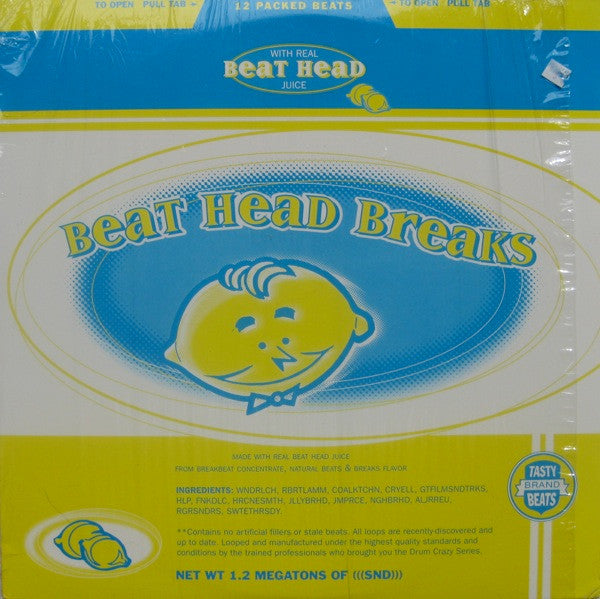 TO OPEN PULL TAB
12 PACKED BEATS
TO OPEN PULL TAB
WITH REAL
BEAT HEAD
JUICE
BEAT HEAD BREAKS
MADE WITH REAL BEAT HEAD JUICE
FROM BREAKBEAT CONCENTRATE, NATURAL BEATS & BREAKS FLAVOR
INGREDIENTS: WNDRLCH, RBRTLAMM, COALKTCHN, CRYELL, GTFILMSNDTRKS,
HLP, FNKOLC, HRCNESMTH, JLLYBRHD, JMPRCE, NGHBRHD, ALJRREU,
RGRSNDRS, SWTETHRSDY.
**Contains no artificial fillers or stale beats. All loops are recently discovered and
up to date. Looped and manufactured under the highest quality standards and
conditions by the trained professionals who brought you the Drum Crazy Series.
NET WT 1.2 MEGATONS OF (((SND)))
TASTY
BRAND
BEATS